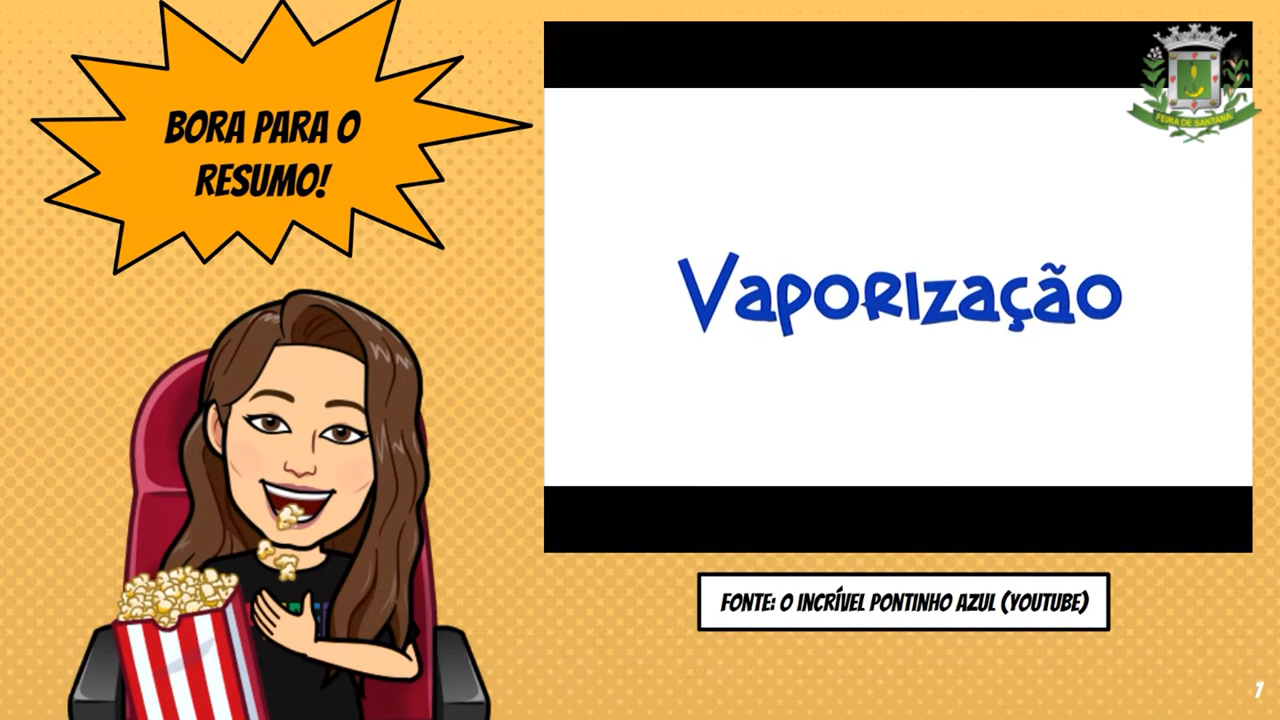 BORA PARA O
RESUMO!
FEIRA DE SANTANA
Vaporização
FONTE: O INCRÍVEL PONTINHO AZUL (YOUTUBE)
7